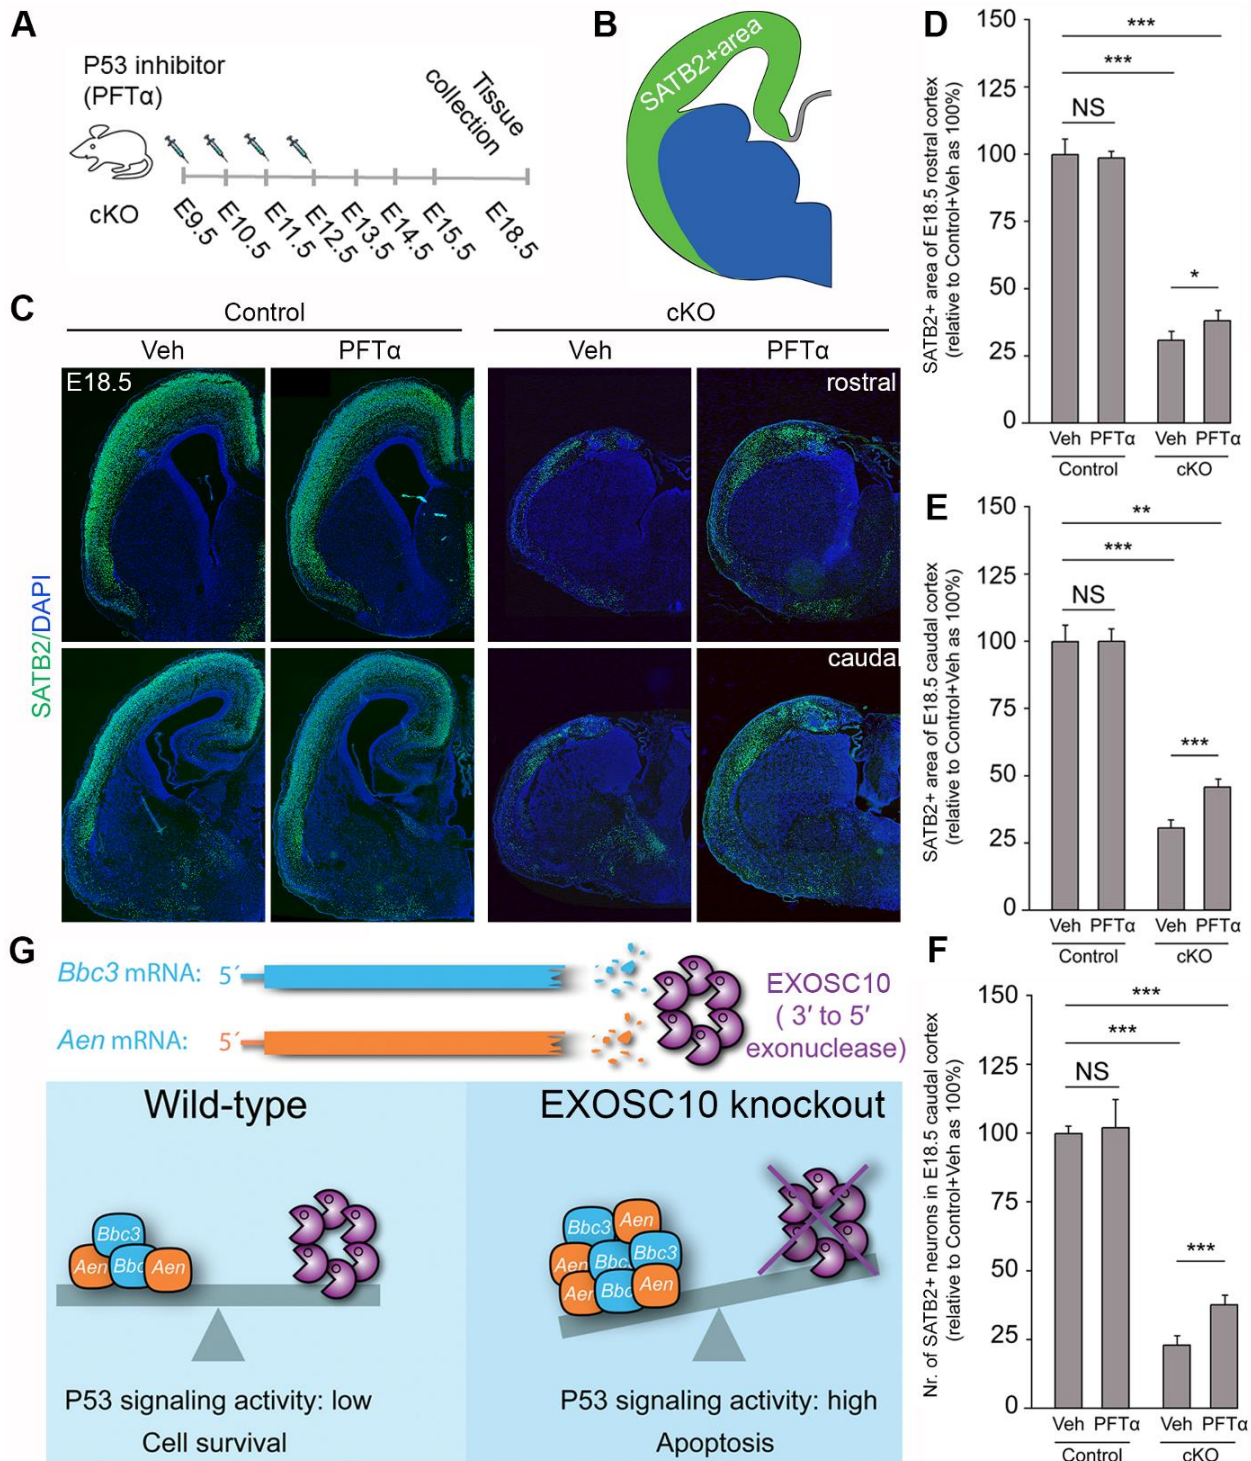 A
P53 inhibitor
(PFTα)
Tissue
collection
cKO
E9.5
E10.5
E11.5
E12.5
E13.5
E14.5
E15.5
E18.5
B
SATB2+area
C
Control
cKO
Veh
PFTα
Veh
PFTα
SATB2/DAPI
E18.5
rostral
caudal
D
SATB2+ area of E18.5 rostral cortex
(relative to Control+Veh as 100%)
150
125
100
75
50
25
0
***
***
NS
*
Veh PFTα Veh PFTα
Control cKO
E
SATB2+ area of E18.5 caudal cortex
(relative to Control+Veh as 100%)
150
125
100
75
50
25
0
**
***
NS
***
Veh PFTα Veh PFTα
Control cKO
F
Nr. of SATB2+ neurons in E18.5 caudal cortex
(relative to Control+Veh as 100%)
150
125
100
75
50
25
0
***
***
NS
***
Veh PFTα Veh PFTα
Control cKO
G
Bbc3 mRNA: 5´
Aen mRNA: 5´
EXOSC10
( 3′ to 5′
exonuclease)
Wild-type
Bbc3
Aen Bbc Aen
P53 signaling activity: low
Cell survival
EXOSC10 knockout
Bbc3 Aen
Aen Bbc Bbc3
Aen Bbc Aen
P53 signaling activity: high
Apoptosis